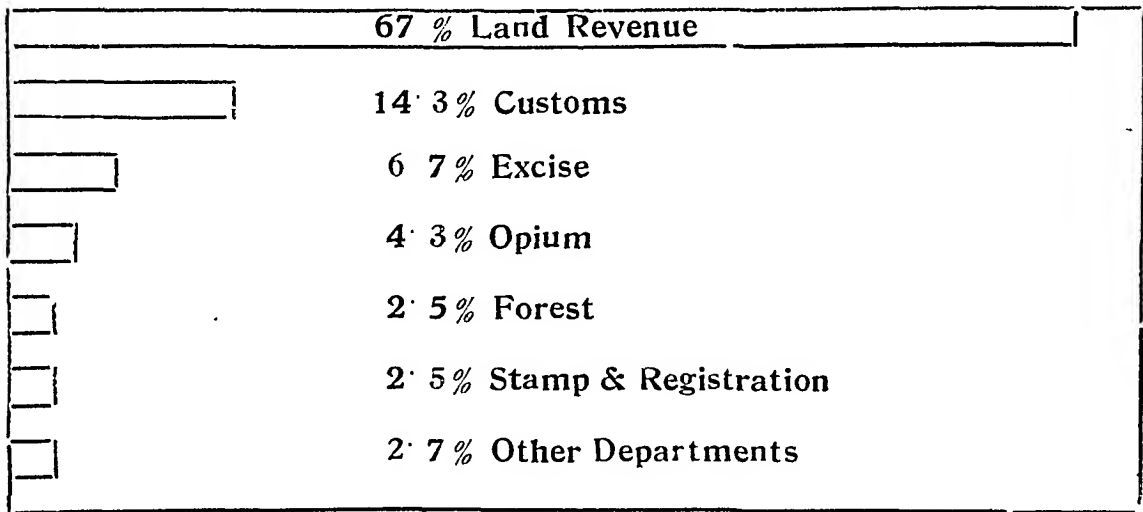 67 % Land Revenue
14· 3% Customs
6 7% Excise
4· 3% Opium
2· 5% Forest
2· 5% Stamp & Registration
2· 7% Other Departments